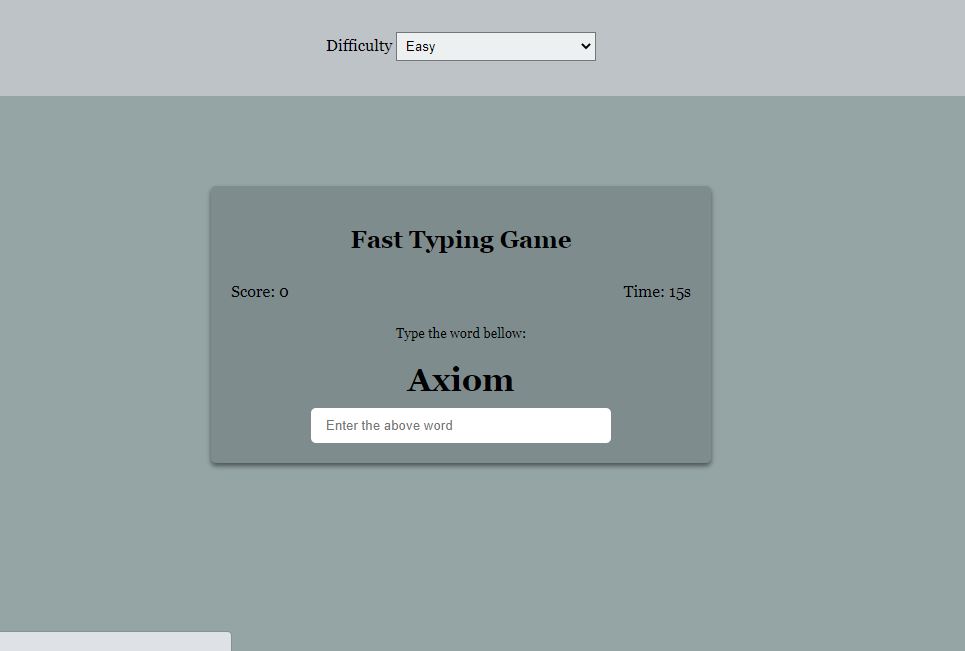 Difficulty Easy
Fast Typing Game
Score: 0 Time: 15s
Type the word bellow:
Axiom
Enter the above word